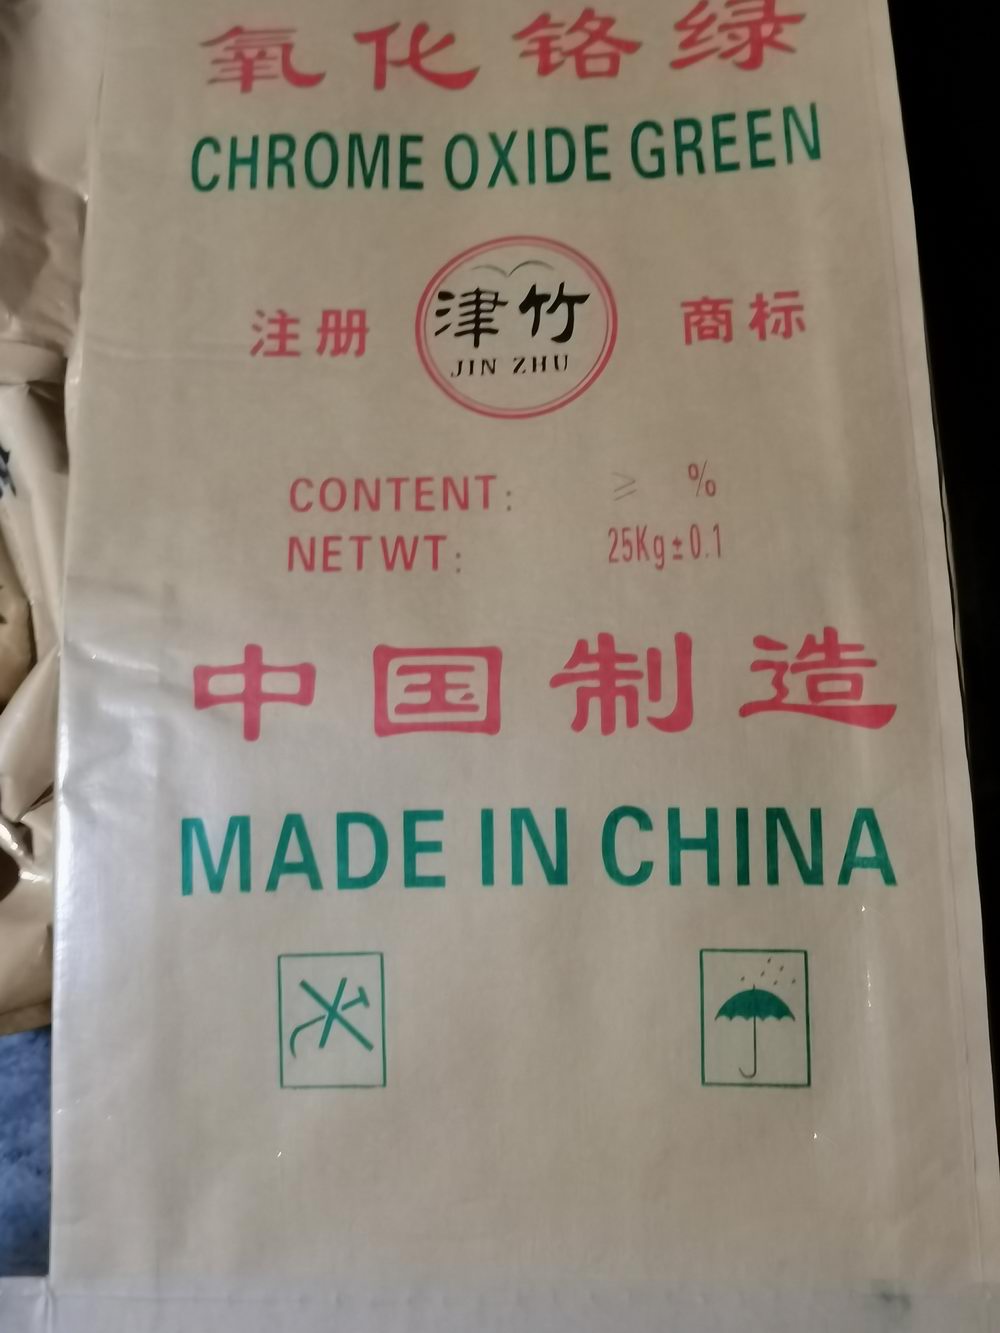 氧化铬绿
CHROME OXIDE GREEN
注册 津竹 商标
JIN ZHU
CONTENT: ≥ %
NETWT: 25Kg±0.1
中国制造
MADE IN CHINA